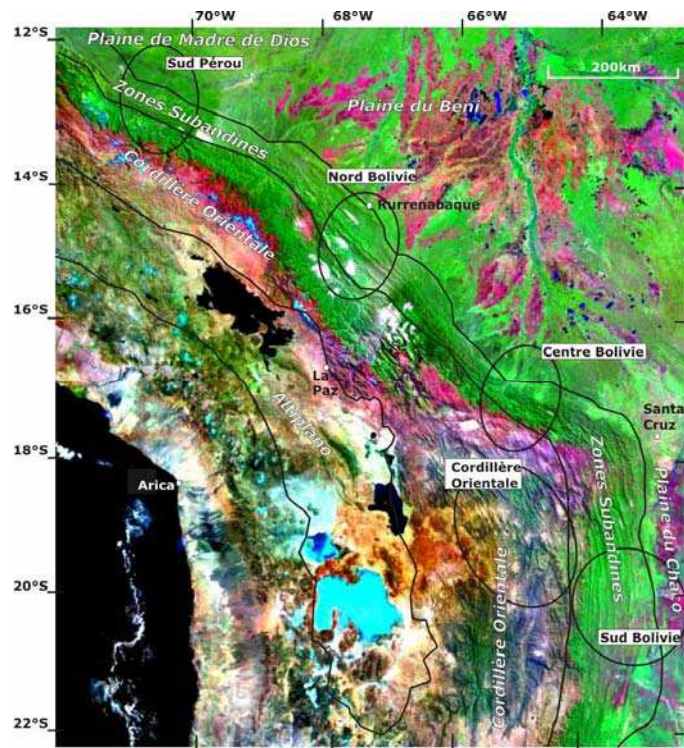 70°W
68°W
66°W
64°W
12°S
Plaine de Madre de Dios
Sud Pérou
200km
Zones Subandines
Plaine du Béni
14°S
Cordillère Orientale
Nord Bolivie
Rurrenabaque
16°S
Centre Bolivie
La
Paz
Santa
Cruz
Altiplano
18°S
Arica
Cordillère
Orientale
Zones Subandines
Plaine du Chaco
20°S
Cordillère Orientale
Sud Bolivie
22°S